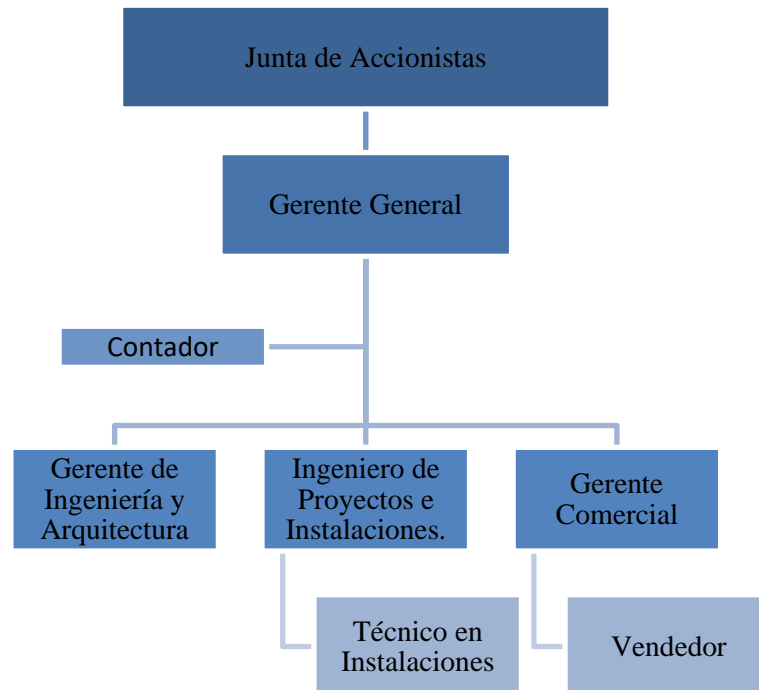 Junta de Accionistas
Gerente General
Contador
Gerente de
Ingeniería y
Arquitectura
Ingeniero de
Proyectos e
Instalaciones.
Gerente
Comercial
Técnico en
Instalaciones
Vendedor